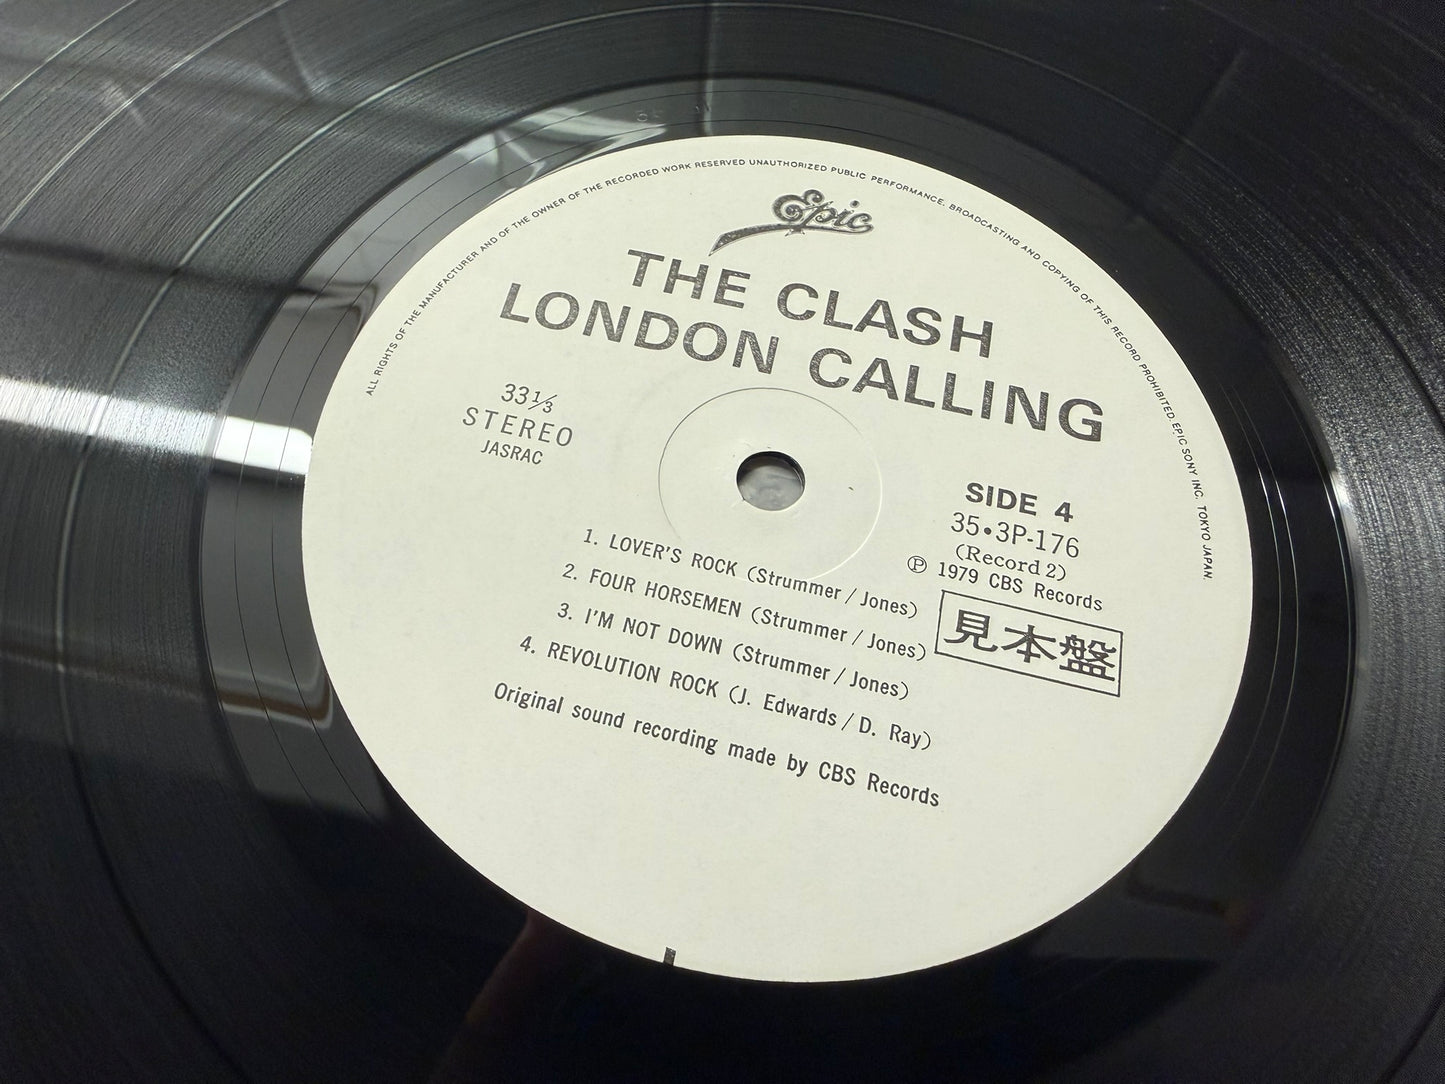 ALL RIGHTS OF THE MANUFACTURER AND OF THE OWNER OF THE RECORDED WORK RESERVED UNAUTHORIZED PUBLIC PERFORMANCE, BROADCASTING AND COPYING OF THIS RECORD PROHIBITED. EPIC SONY INC. TOKYO JAPAN.
Epic
THE CLASH
LONDON CALLING
33⅓
STEREO
JASRAC
SIDE 4
35・3P-176
(Record 2)
Ⓟ 1979 CBS Records
見本盤
1. LOVER'S ROCK (Strummer / Jones)
2. FOUR HORSEMEN (Strummer / Jones)
3. I'M NOT DOWN (Strummer / Jones)
4. REVOLUTION ROCK (J. Edwards / D. Ray)
Original sound recording made by CBS Records